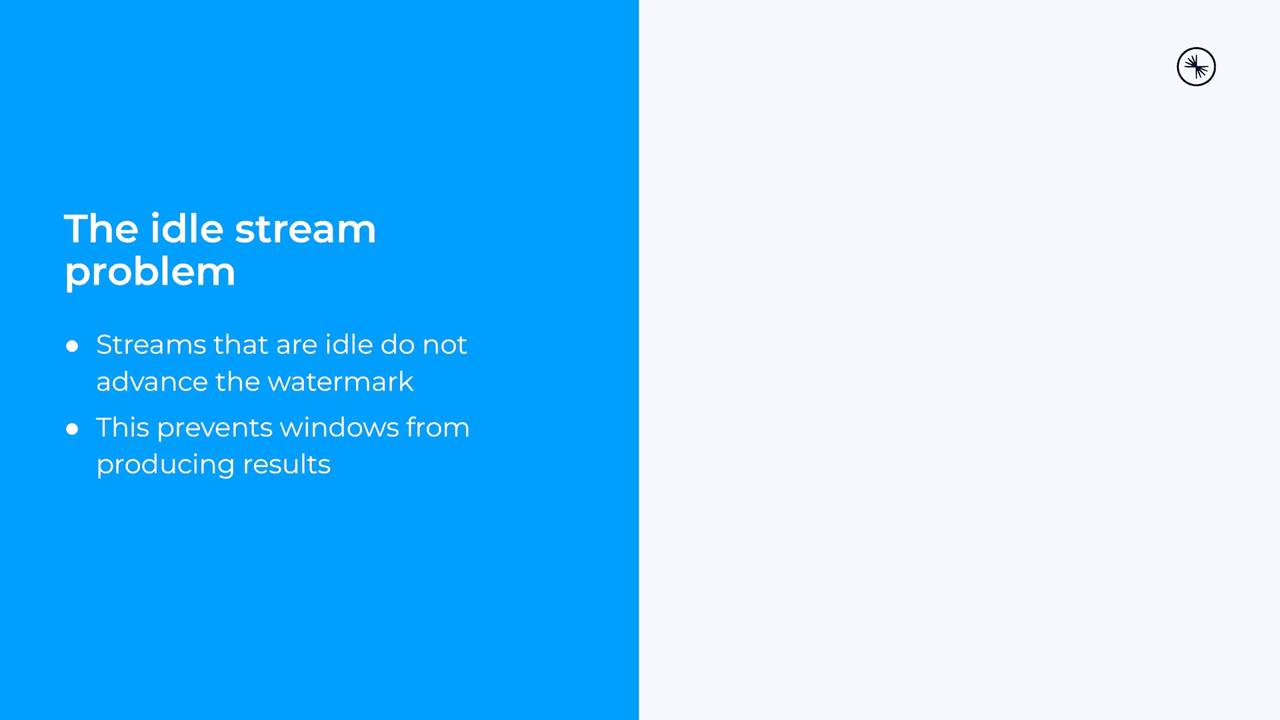 The idle stream
problem
● Streams that are idle do not
advance the watermark
● This prevents windows from
producing results